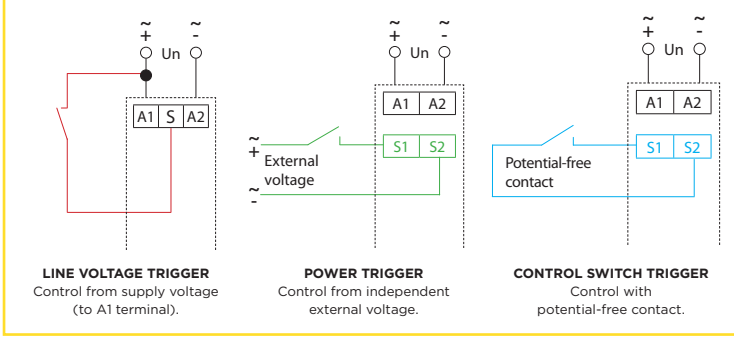 ~ ~
+ Un -
A1 S A2
LINE VOLTAGE TRIGGER
Control from supply voltage
(to A1 terminal).
~ ~
+ Un -
A1 A2
S1 S2
~
+
External
voltage
~
-
POWER TRIGGER
Control from independent
external voltage.
~ ~
+ Un -
A1 A2
S1 S2
Potential-free
contact
CONTROL SWITCH TRIGGER
Control with
potential-free contact.